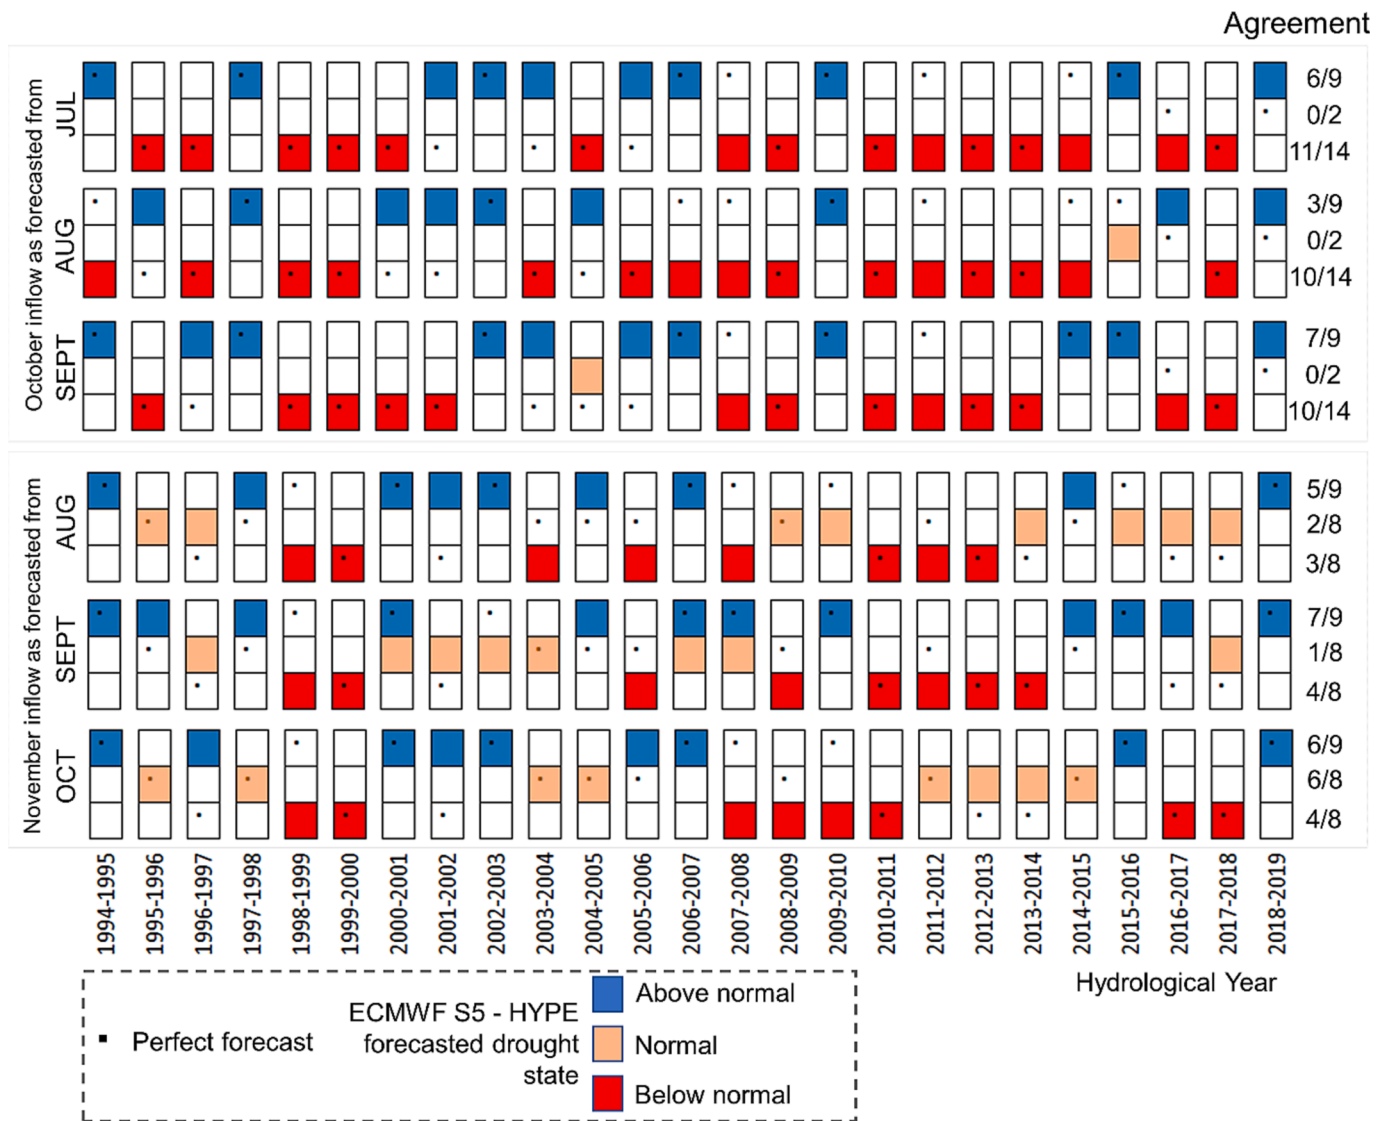 Agreement
October inflow as forecasted from
JUL
6/9
0/2
11/14
AUG
3/9
0/2
10/14
SEPT
7/9
0/2
10/14
November inflow as forecasted from
AUG
5/9
2/8
3/8
SEPT
7/9
1/8
4/8
OCT
6/9
6/8
4/8
1994-1995
1995-1996
1996-1997
1997-1998
1998-1999
1999-2000
2000-2001
2001-2002
2002-2003
2003-2004
2004-2005
2005-2006
2006-2007
2007-2008
2008-2009
2009-2010
2010-2011
2011-2012
2012-2013
2013-2014
2014-2015
2015-2016
2016-2017
2017-2018
2018-2019
Hydrological Year
Perfect forecast
ECMWF S5 - HYPE
forecasted drought
state
Above normal
Normal
Below normal